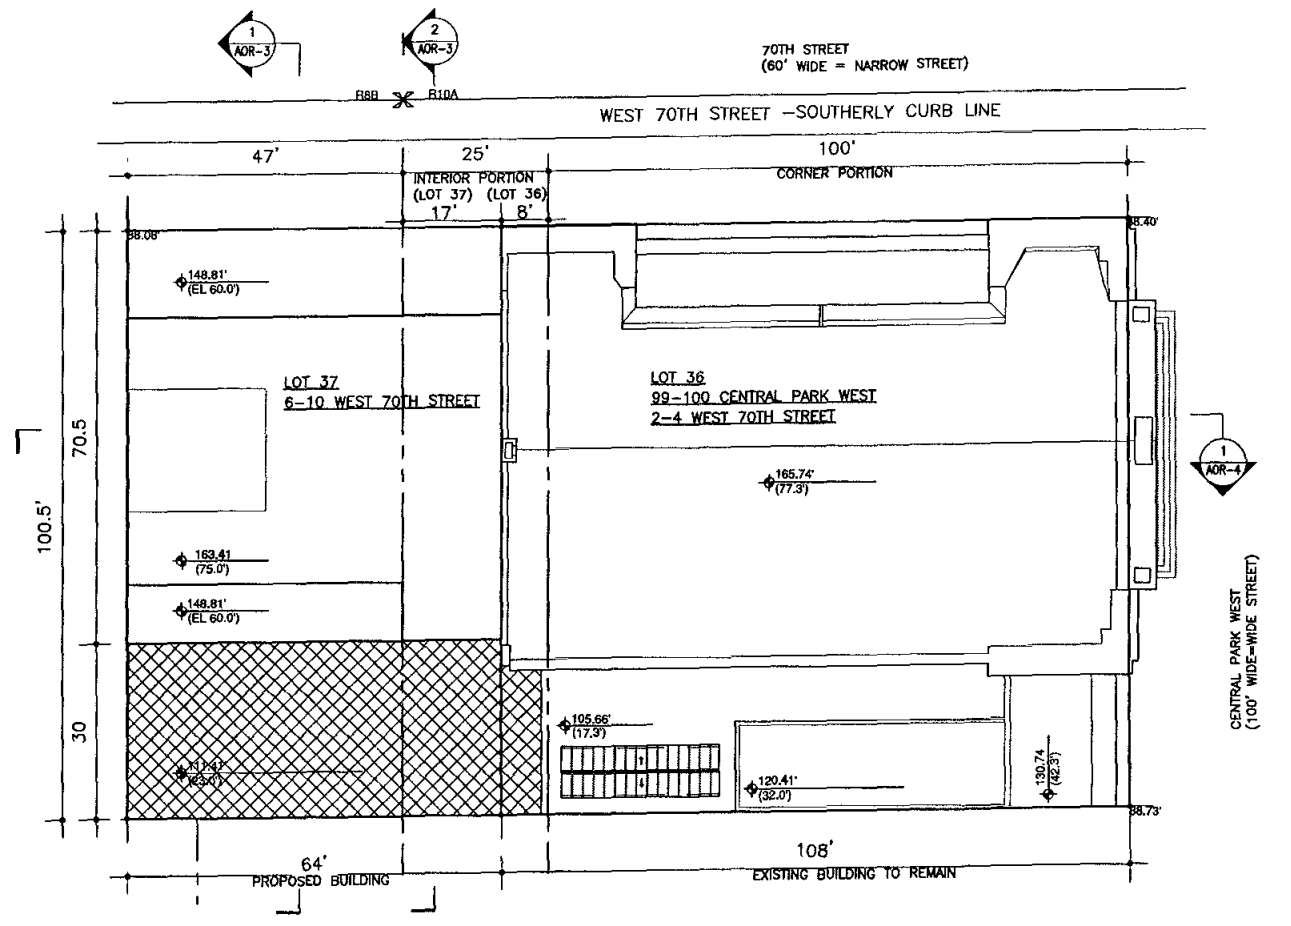 1
AOR-3
2
AOR-3
70TH STREET
(60' WIDE = NARROW STREET)
R8B
R10A
WEST 70TH STREET -SOUTHERLY CURB LINE
47'
25'
100'
INTERIOR PORTION
(LOT 37) (LOT 36)
CORNER PORTION
17'
8'
88.08'
88.40'
148.81'
(EL 60.0')
LOT 37
6-10 WEST 70TH STREET
LOT 36
99-100 CENTRAL PARK WEST
2-4 WEST 70TH STREET
70.5
100.5'
1
AOR-4
165.74'
(77.3')
163.41
(75.0')
148.81'
(EL 60.0')
CENTRAL PARK WEST
(100' WIDE=WIDE STREET)
30
105.66'
(17.3')
111.41'
(23.0')
120.41'
(32.0')
130.74
(42.3')
88.73'
64'
PROPOSED BUILDING
108'
EXISTING BUILDING TO REMAIN